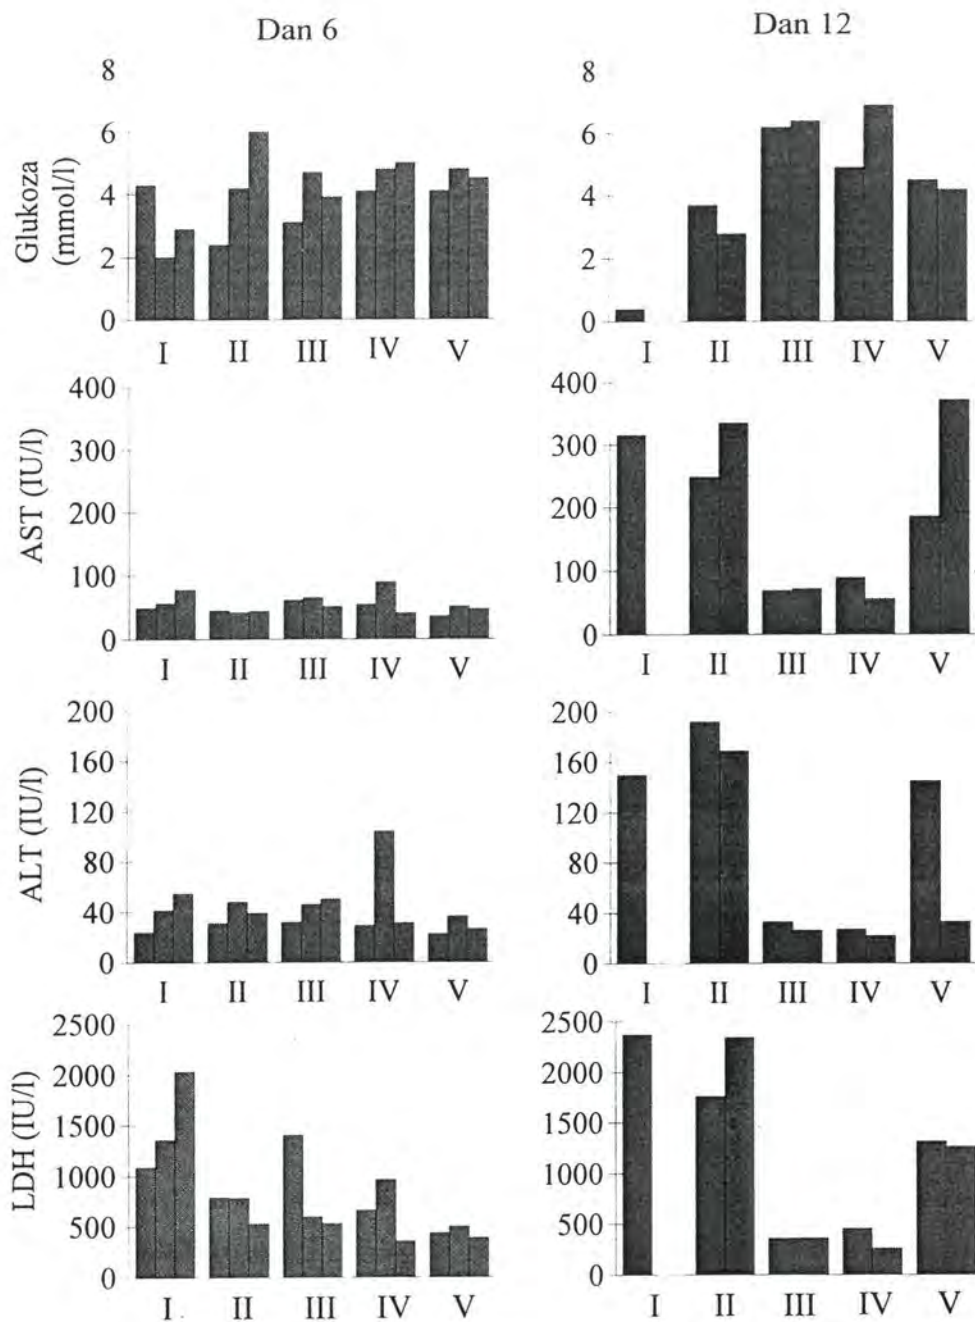 Dan 6
Dan 12
Glukoza
(mmol/l)
8
6
4
2
0
I II III IV V
8
6
4
2
0
I II III IV V
AST (IU/l)
400
300
200
100
0
I II III IV V
400
300
200
100
0
I II III IV V
ALT (IU/l)
200
160
120
80
40
0
I II III IV V
200
160
120
80
40
0
I II III IV V
LDH (IU/l)
2500
2000
1500
1000
500
0
I II III IV V
2500
2000
1500
1000
500
0
I II III IV V